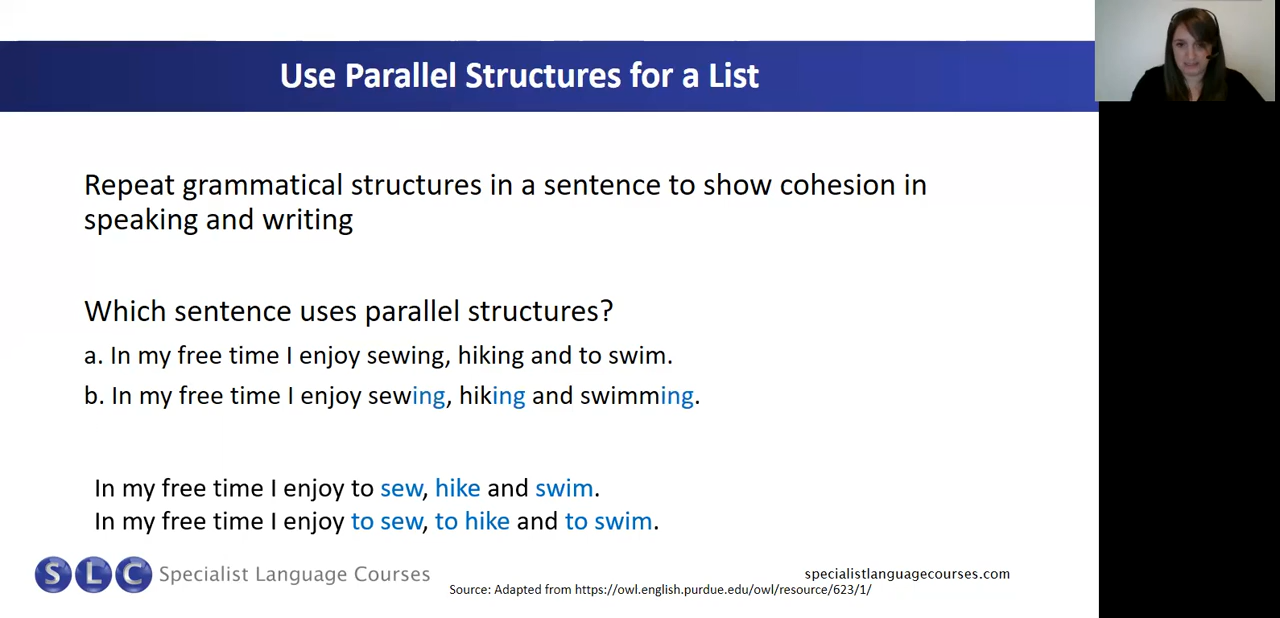 Use Parallel Structures for a List
Repeat grammatical structures in a sentence to show cohesion in
speaking and writing
Which sentence uses parallel structures?
a. In my free time I enjoy sewing, hiking and to swim.
b. In my free time I enjoy sewing, hiking and swimming.
In my free time I enjoy to sew, hike and swim.
In my free time I enjoy to sew, to hike and to swim.
SLC Specialist Language Courses
specialistlanguagecourses.com
Source: Adapted from https://owl.english.purdue.edu/owl/resource/623/1/